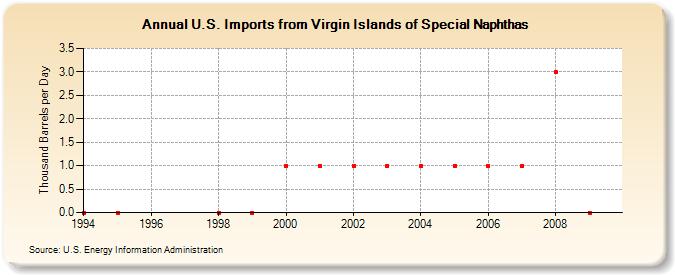 Annual U.S. Imports from Virgin Islands of Special Naphthas
Thousand Barrels per Day
3.5
3.0
2.5
2.0
1.5
1.0
0.5
0.0
1994 1996 1998 2000 2002 2004 2006 2008
Source: U.S. Energy Information Administration